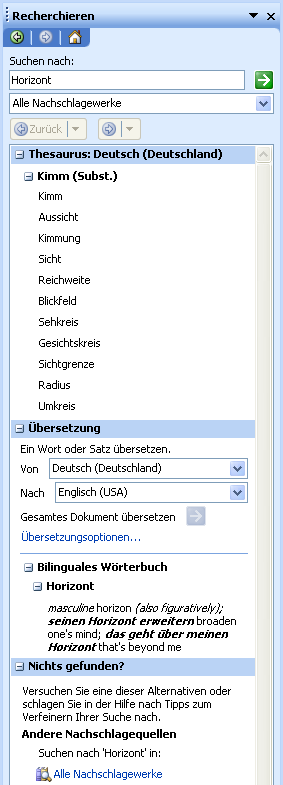 Recherchieren
Suchen nach:
Horizont
Alle Nachschlagewerke
Zurück
Thesaurus: Deutsch (Deutschland)
Kimm (Subst.)
Kimm
Aussicht
Kimmung
Sicht
Reichweite
Blickfeld
Sehkreis
Gesichtskreis
Sichtgrenze
Radius
Umkreis
Übersetzung
Ein Wort oder Satz übersetzen.
Von Deutsch (Deutschland)
Nach Englisch (USA)
Gesamtes Dokument übersetzen
Übersetzungsoptionen...
Bilinguales Wörterbuch
Horizont
masculine horizon (also figuratively);
seinen Horizont erweitern broaden
one's mind; das geht über meinen
Horizont that's beyond me
Nichts gefunden?
Versuchen Sie eine dieser Alternativen oder
schlagen Sie in der Hilfe nach Tipps zum
Verfeinern Ihrer Suche nach.
Andere Nachschlagequellen
Suchen nach 'Horizont' in:
Alle Nachschlagewerke